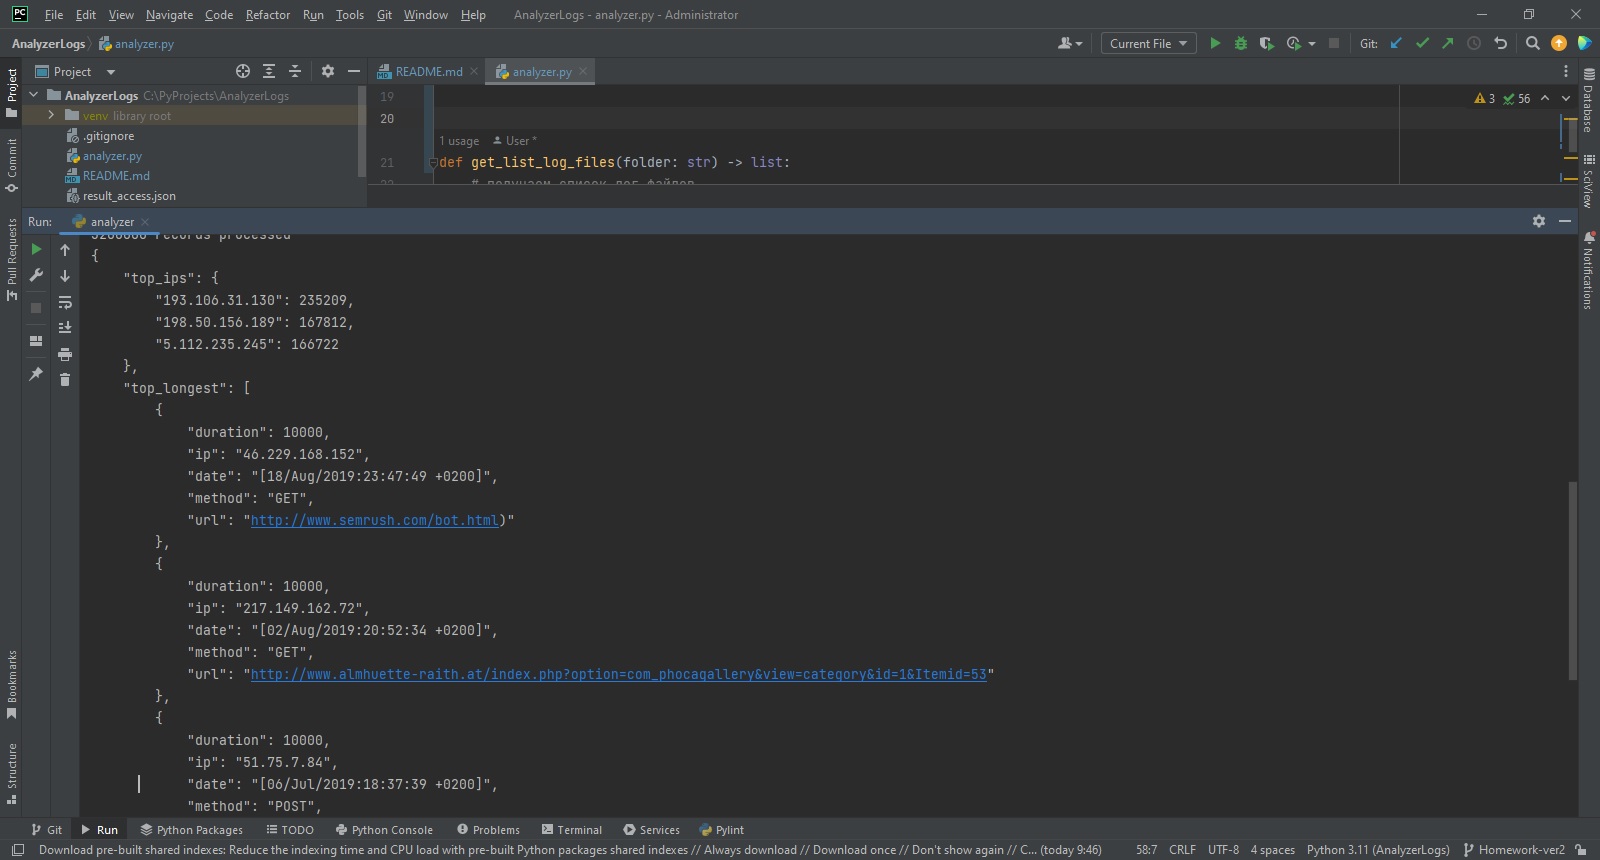 PC File Edit View Navigate Code Refactor Run Tools Git Window Help AnalyzerLogs - analyzer.py - Administrator
AnalyzerLogs analyzer.py Current File Git:
Project README.md analyzer.py
AnalyzerLogs C:\PyProjects\AnalyzerLogs
venv library root
.gitignore
analyzer.py
README.md
result_access.json
19
20
1 usage User *
21 def get_list_log_files(folder: str) -> list:
# получаем список лог файлов
3 56
Run: analyzer
records processed
{
"top_ips": {
"193.106.31.130": 235209,
"198.50.156.189": 167812,
"5.112.235.245": 166722
},
"top_longest": [
{
"duration": 10000,
"ip": "46.229.168.152",
"date": "[18/Aug/2019:23:47:49 +0200]",
"method": "GET",
"url": "http://www.semrush.com/bot.html)"
},
{
"duration": 10000,
"ip": "217.149.162.72",
"date": "[02/Aug/2019:20:52:34 +0200]",
"method": "GET",
"url": "http://www.almhuette-raith.at/index.php?option=com_phocagallery&view=category&id=1&Itemid=53"
},
{
"duration": 10000,
"ip": "51.75.7.84",
"date": "[06/Jul/2019:18:37:39 +0200]",
"method": "POST",
Project
Commit
Pull Requests
Bookmarks
Structure
Database
SciView
Notifications
Git Run Python Packages TODO Python Console Problems Terminal Services Pylint
Download pre-built shared indexes: Reduce the indexing time and CPU load with pre-built Python packages shared indexes // Always download // Download once // Don't show again // C... (today 9:46) 58:7 CRLF UTF-8 4 spaces Python 3.11 (AnalyzerLogs) Homework-ver2